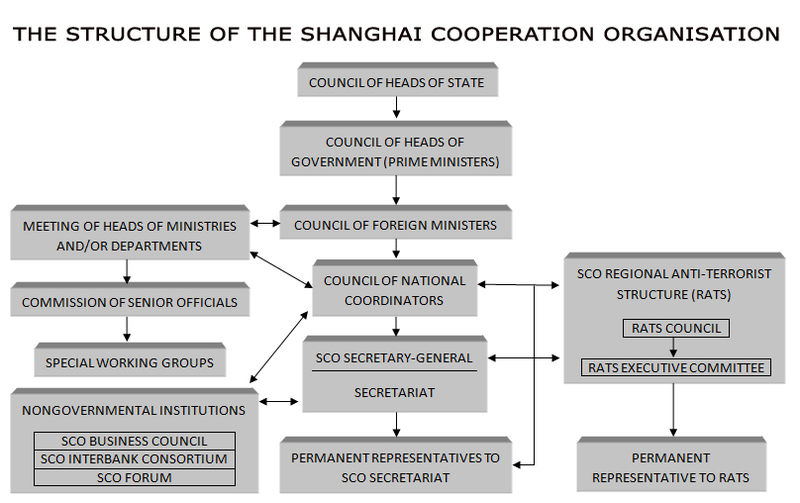 THE STRUCTURE OF THE SHANGHAI COOPERATION ORGANISATION
COUNCIL OF HEADS OF STATE
COUNCIL OF HEADS OF
GOVERNMENT (PRIME MINISTERS)
MEETING OF HEADS OF MINISTRIES
AND/OR DEPARTMENTS
COUNCIL OF FOREIGN MINISTERS
COMMISSION OF SENIOR OFFICIALS
COUNCIL OF NATIONAL
COORDINATORS
SCO REGIONAL ANTI-TERRORIST
STRUCTURE (RATS)
RATS COUNCIL
RATS EXECUTIVE COMMITTEE
SPECIAL WORKING GROUPS
SCO SECRETARY-GENERAL
SECRETARIAT
NONGOVERNMENTAL INSTITUTIONS
SCO BUSINESS COUNCIL
SCO INTERBANK CONSORTIUM
SCO FORUM
PERMANENT REPRESENTATIVES TO
SCO SECRETARIAT
PERMANENT
REPRESENTATIVE TO RATS